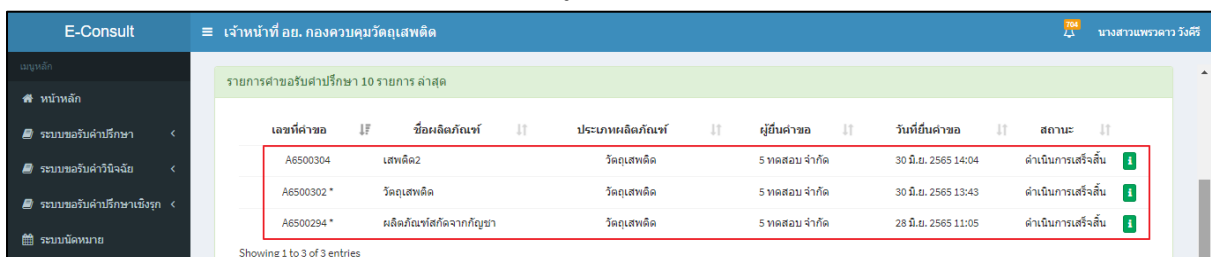 E-Consult
เจ้าหน้าที่ อย. กองควบคุมวัตถุเสพติด
704
นางสาวแพรวดาว วังศีรี
เมนูหลัก
หน้าหลัก
ระบบขอรับคำปรึกษา
ระบบขอรับคำวินิจฉัย
ระบบขอรับคำปรึกษาเชิงรุก
ระบบนัดหมาย
รายการคำขอรับคำปรึกษา 10 รายการ ล่าสุด
เลขที่คำขอ ชื่อผลิตภัณฑ์ ประเภทผลิตภัณฑ์ ผู้ยื่นคำขอ วันที่ยื่นคำขอ สถานะ
A6500304 เสพติด2 วัตถุเสพติด 5 ทดสอบ จำกัด 30 มิ.ย. 2565 14:04 ดำเนินการเสร็จสิ้น
A6500302 * วัตถุเสพติด วัตถุเสพติด 5 ทดสอบ จำกัด 30 มิ.ย. 2565 13:43 ดำเนินการเสร็จสิ้น
A6500294 * ผลิตภัณฑ์สกัดจากกัญชา วัตถุเสพติด 5 ทดสอบ จำกัด 28 มิ.ย. 2565 11:05 ดำเนินการเสร็จสิ้น
Showing 1 to 3 of 3 entries